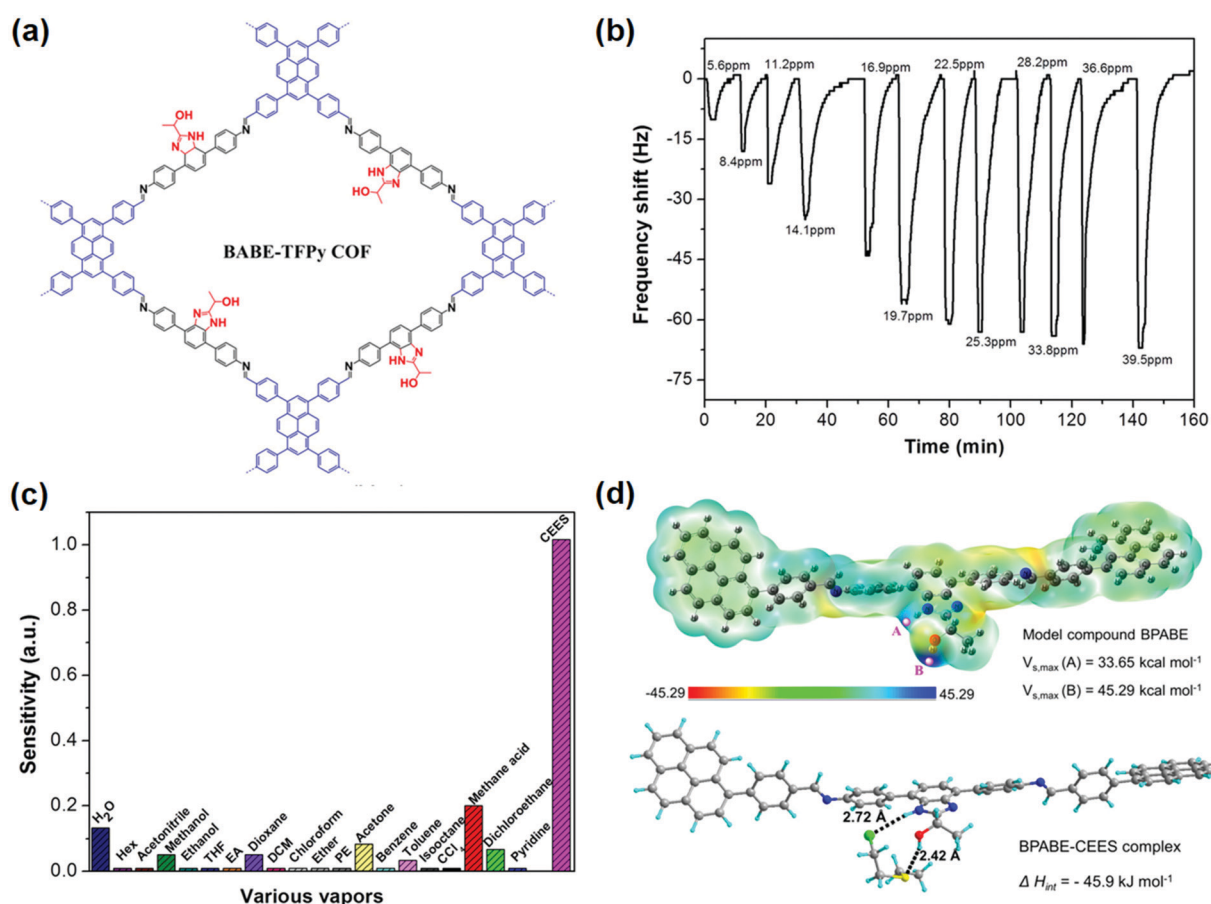 (a)
OH
NH
N
N
N
OH
NH
N
N
HN
N
HO
N
BABE-TFPy COF
N
OH
N
NH
N
N
N
HN
HO
N
(b)
Frequency shift (Hz)
0
-15
-30
-45
-60
-75
5.6ppm
11.2ppm
16.9ppm
22.5ppm
28.2ppm
36.6ppm
8.4ppm
14.1ppm
19.7ppm
25.3ppm
33.8ppm
39.5ppm
0 20 40 60 80 100 120 140 160
Time (min)
(c)
Sensitivity (a.u.)
1.0
0.8
0.6
0.4
0.2
0.0
H2O
Hex
Acetonitrile
Methanol
Ethanol
THF
EA
Dioxane
DCM
Chloroform
Ether
PE
Acetone
Benzene
Toluene
Isooctane
CCl4
Methane acid
Dichloroethane
Pyridine
CEES
Various vapors
(d)
A
B
Model compound BPABE
Vs,max (A) = 33.65 kcal mol-1
Vs,max (B) = 45.29 kcal mol-1
-45.29
45.29
2.72 Å
2.42 Å
BPABE-CEES complex
Δ Hint = - 45.9 kJ mol-1